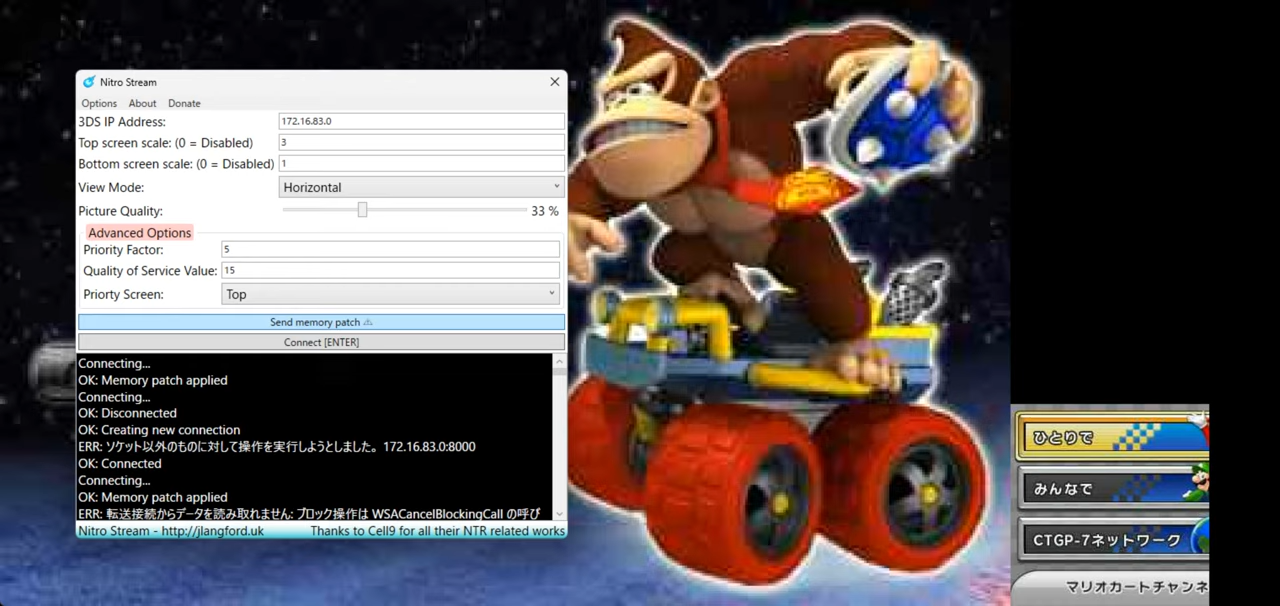 Nitro Stream
Options About Donate
3DS IP Address: 172.16.83.0
Top screen scale: (0 = Disabled) 3
Bottom screen scale: (0 = Disabled) 1
View Mode: Horizontal
Picture Quality: 33 %
Advanced Options
Priority Factor: 5
Quality of Service Value: 15
Priorty Screen: Top
Send memory patch ⚠
Connect [ENTER]
Connecting...
OK: Memory patch applied
Connecting...
OK: Disconnected
OK: Creating new connection
ERR: ソケット以外のものに対して操作を実行しようとしました。 172.16.83.0:8000
OK: Connected
Connecting...
OK: Memory patch applied
ERR: 転送接続からデータを読み取れません: ブロック操作は WSACancelBlockingCall の呼び
Nitro Stream - http://jlangford.uk Thanks to Cell9 for all their NTR related works
ひとりで
みんなで
CTGP-7ネットワーク
マリオカートチャンネ